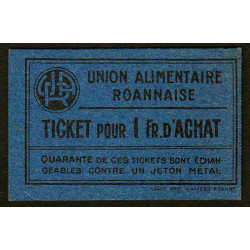 UNION ALIMENTAIRE
ROANNAISE
TICKET POUR 1 FR. D'ACHAT
QUARANTE DE CES TICKETS SONT ÉCHAN-
GEABLES CONTRE UN JETON MÉTAL